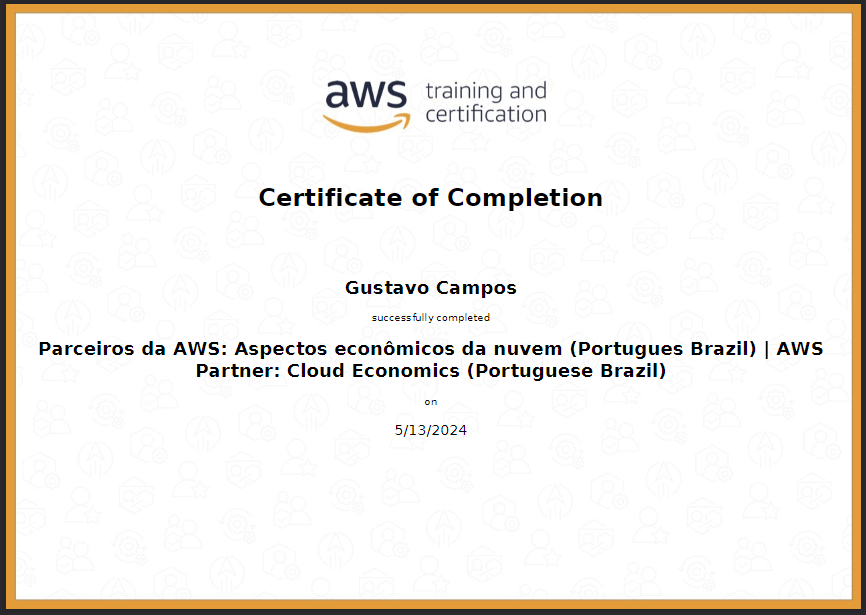 aws training and
certification
Certificate of Completion
Gustavo Campos
successfully completed
Parceiros da AWS: Aspectos econômicos da nuvem (Portugues Brazil) | AWS
Partner: Cloud Economics (Portuguese Brazil)
on
5/13/2024